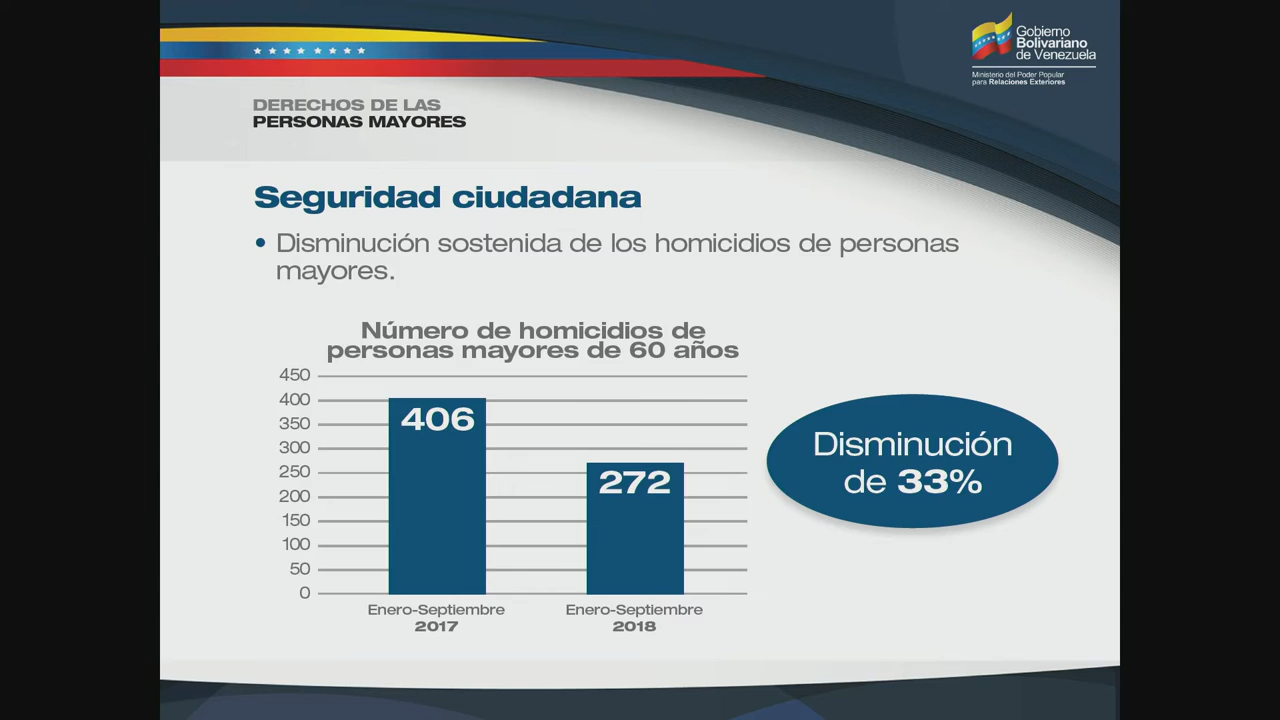 Gobierno
Bolivariano
de Venezuela
Ministerio del Poder Popular
para Relaciones Exteriores
DERECHOS DE LAS
PERSONAS MAYORES
Seguridad ciudadana
• Disminución sostenida de los homicidios de personas
mayores.
Número de homicidios de
personas mayores de 60 años
450
400
350
300
250
200
150
100
50
0
406
272
Enero-Septiembre
2017
Enero-Septiembre
2018
Disminución
de 33%